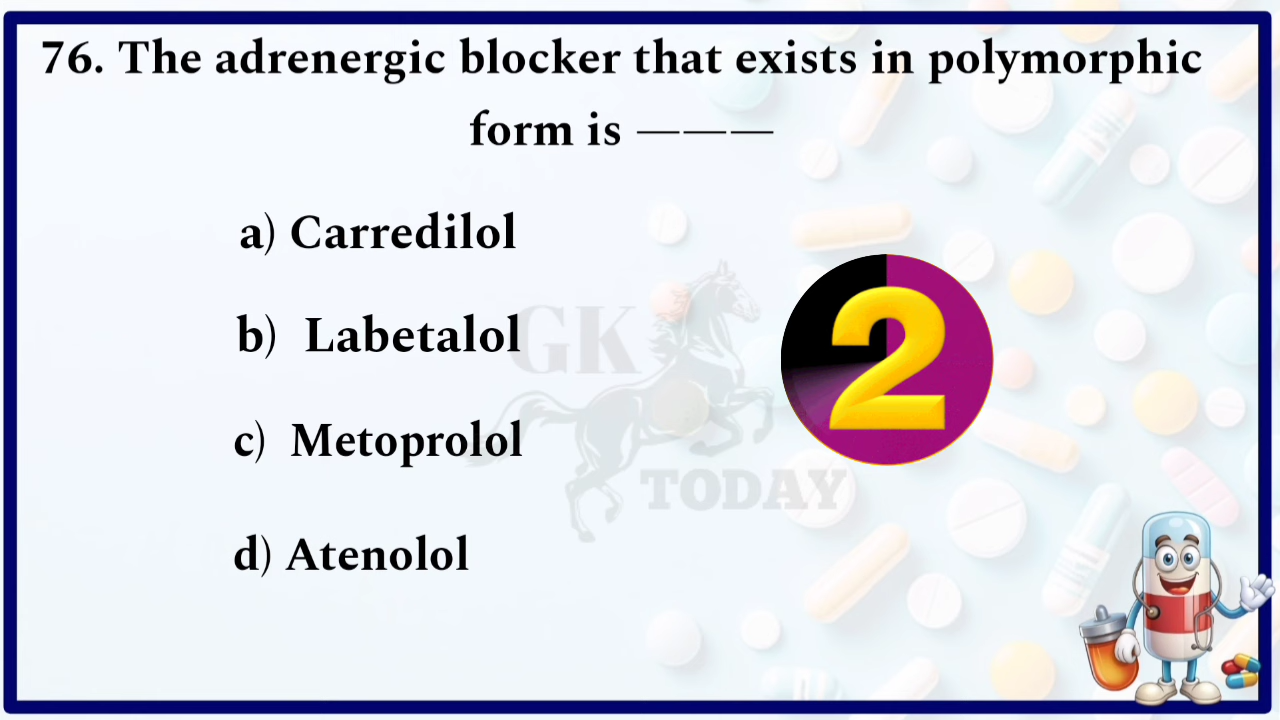 76. The adrenergic blocker that exists in polymorphic
form is ———
a) Carredilol
b) Labetalol
c) Metoprolol
d) Atenolol
GK
TODAY
2